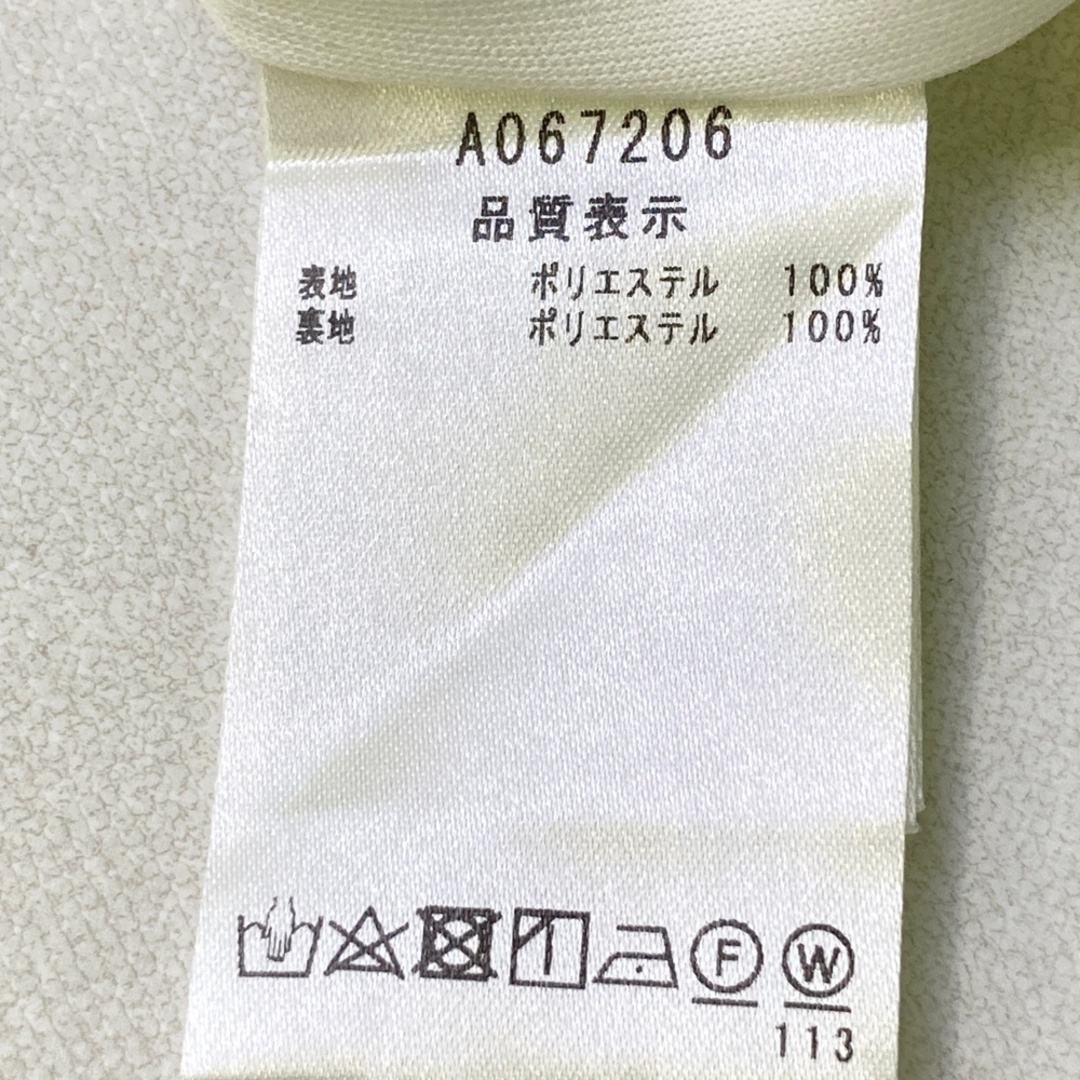 A067206
品質表示
表地 ポリエステル 100%
裏地 ポリエステル 100%
F W
113